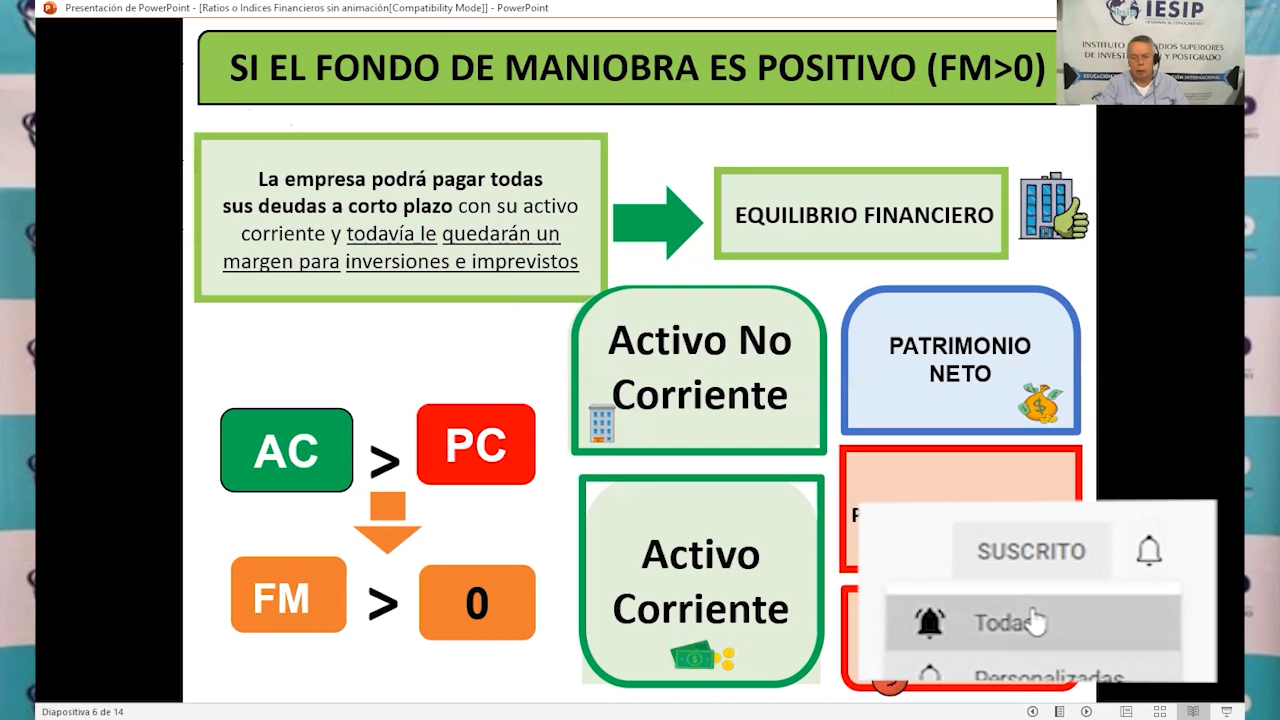 Presentación de PowerPoint - [Ratios o Indices Financieros sin animación[Compatibility Mode]] - PowerPoint
IESIP
SI EL FONDO DE MANIOBRA ES POSITIVO (FM>0)
La empresa podrá pagar todas
sus deudas a corto plazo con su activo
corriente y todavía le quedarán un
margen para inversiones e imprevistos
EQUILIBRIO FINANCIERO
Activo No
Corriente
PATRIMONIO
NETO
AC
>
PC
FM
>
0
Activo
Corriente
P
SUSCRITO
Todas
Personalizadas
Diapositiva 6 de 14